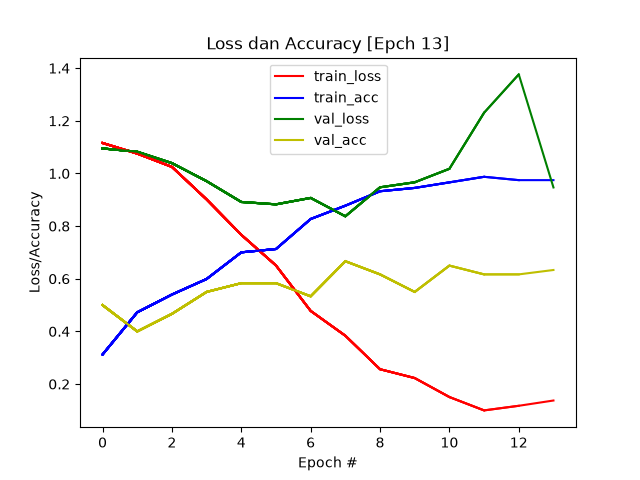 Loss dan Accuracy [Epch 13]
train_loss
train_acc
val_loss
val_acc
Loss/Accuracy
1.4
1.2
1.0
0.8
0.6
0.4
0.2
0 2 4 6 8 10 12
Epoch #